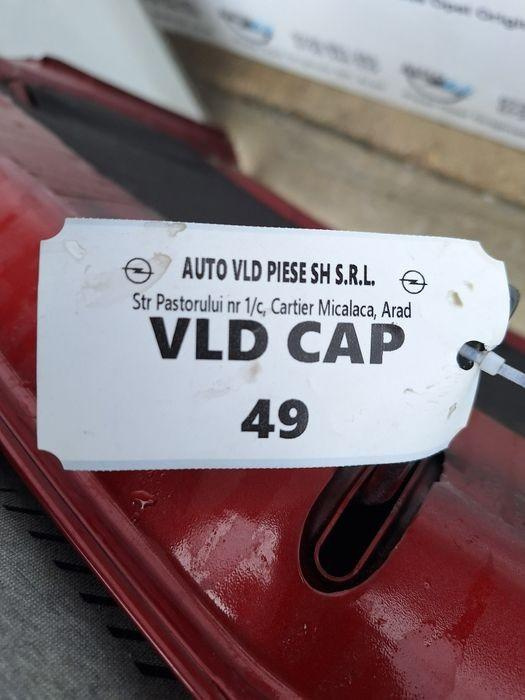 AUTO VLD PIESE SH S.R.L.
Str Pastorului nr 1/c, Cartier Micalaca, Arad
VLD CAP
49